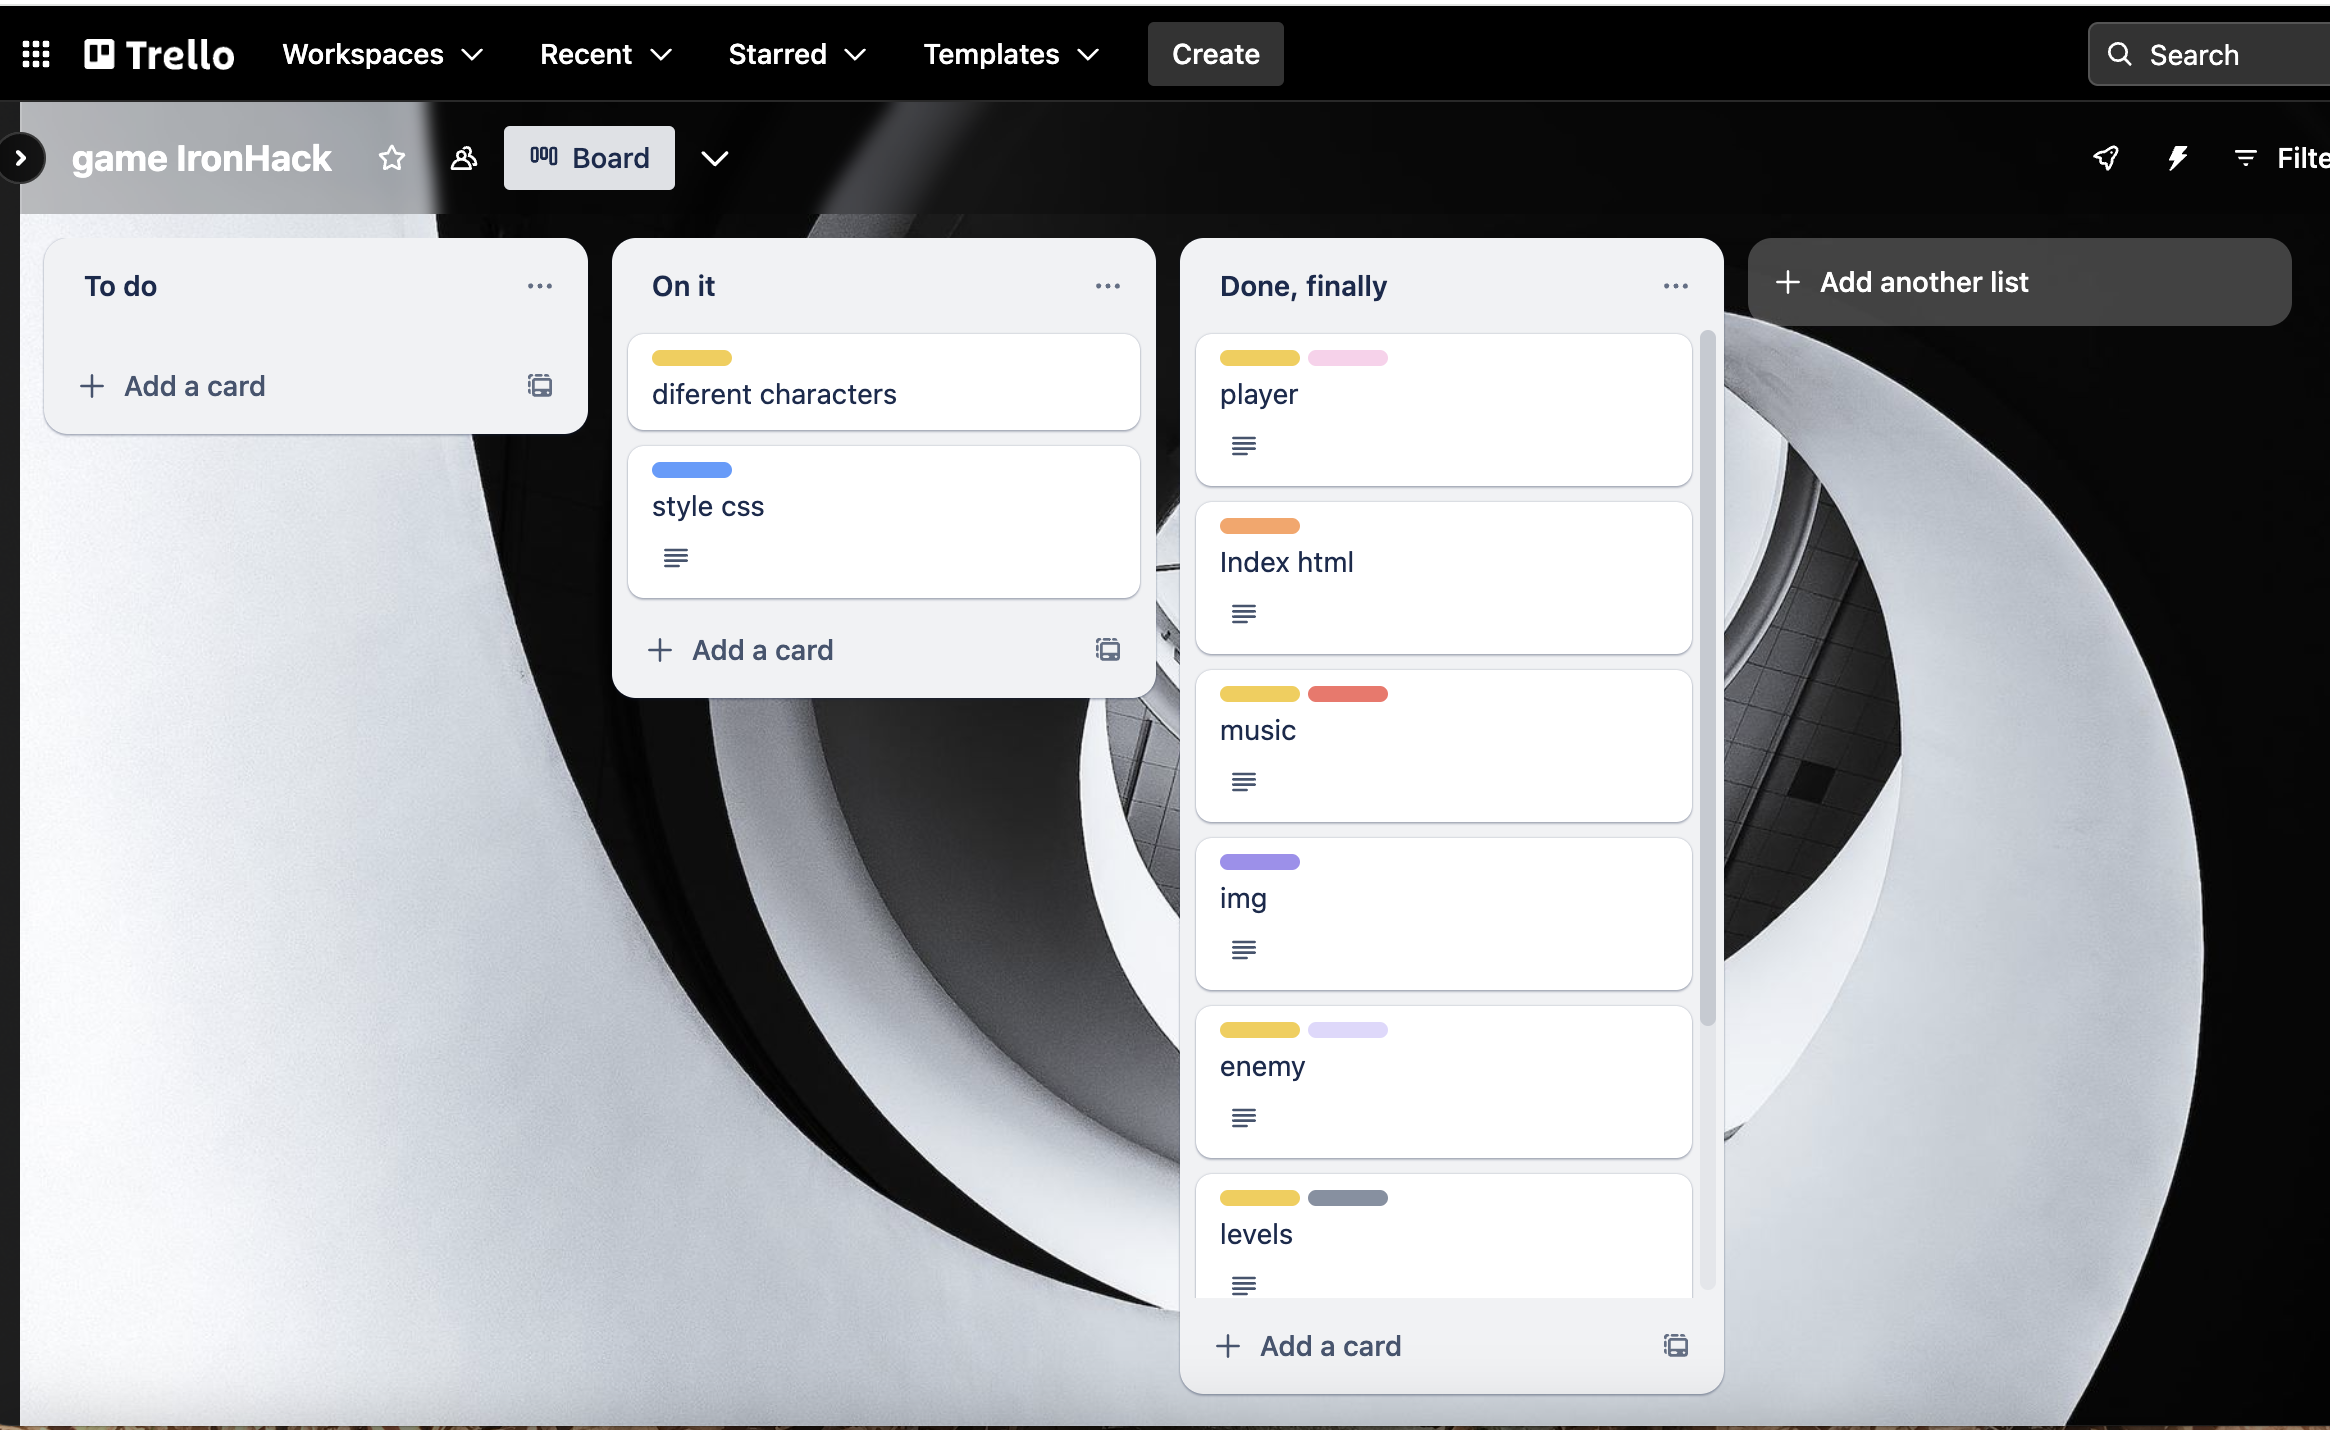 Trello Workspaces Recent Starred Templates Create Search
game IronHack Board Filte
To do
Add a card
On it
diferent characters
style css
Add a card
Done, finally
player
Index html
music
img
enemy
levels
Add a card
Add another list